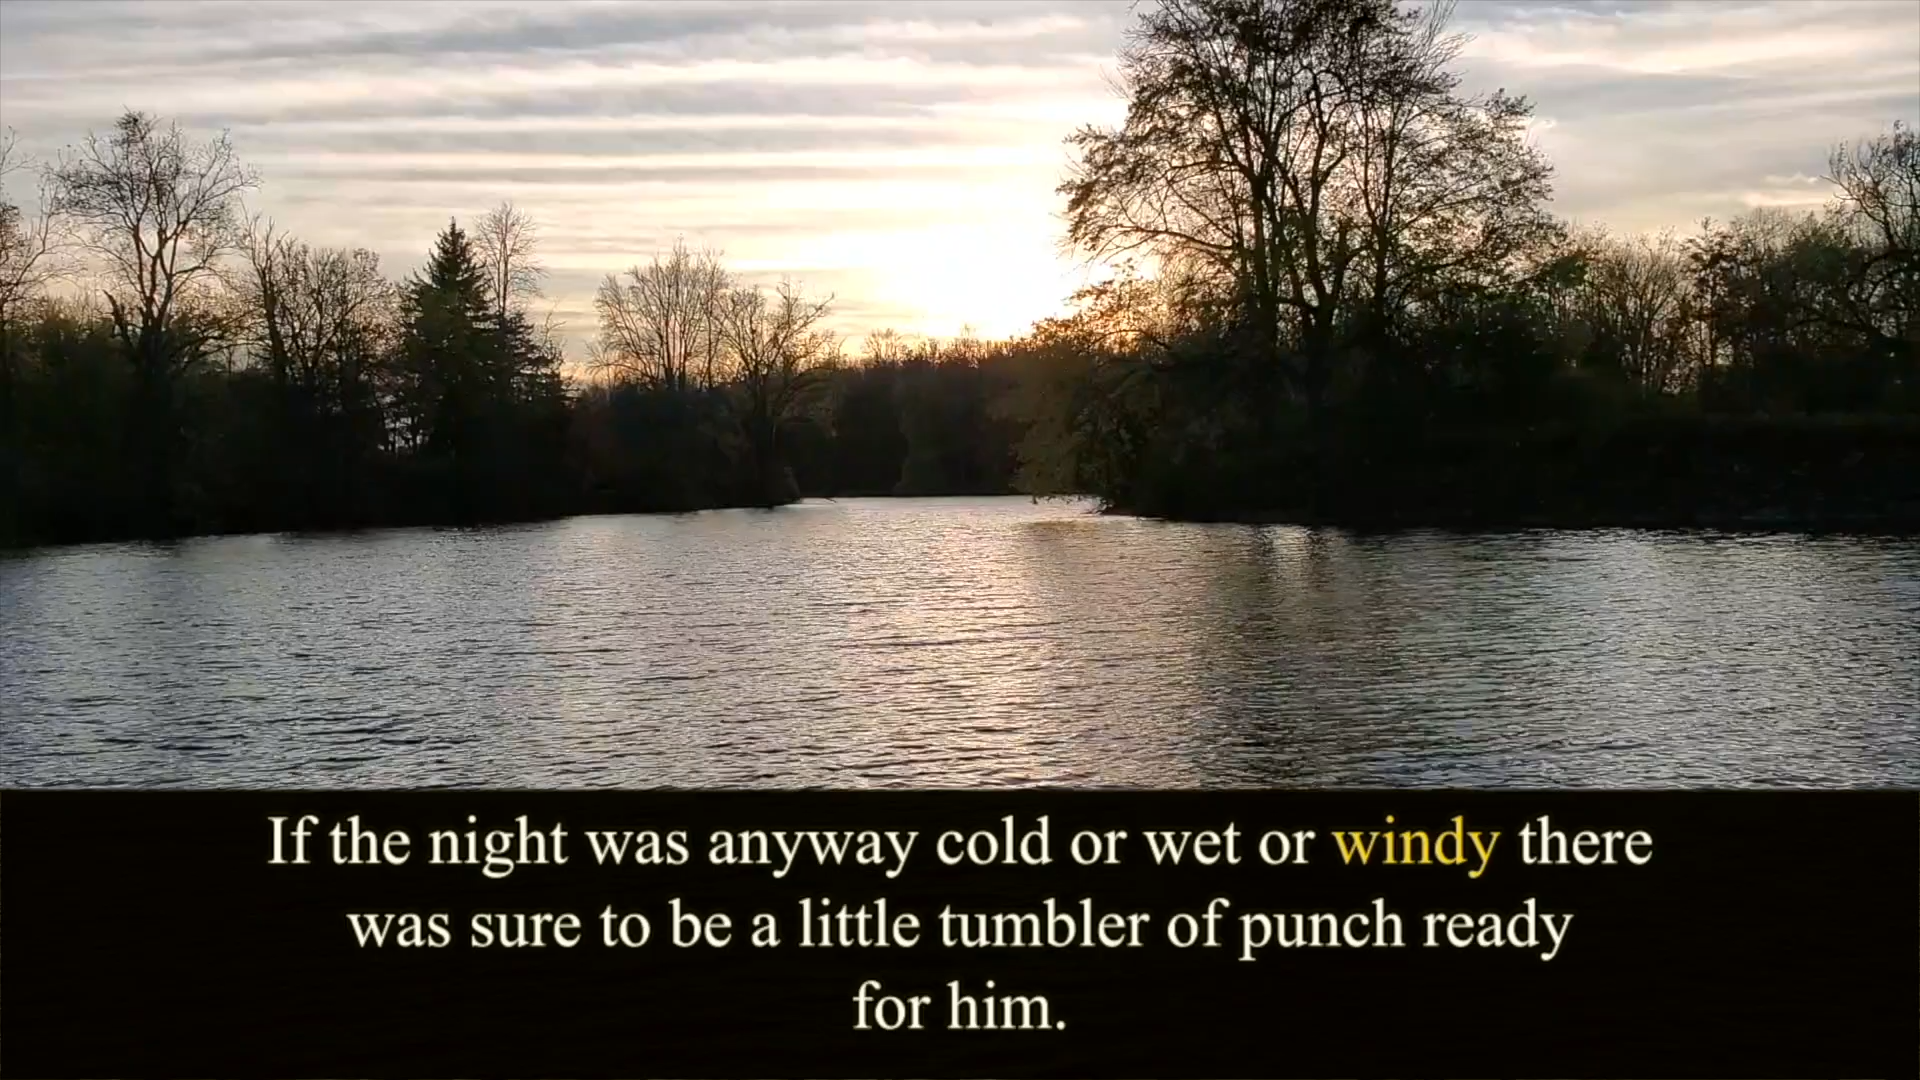 If the night was anyway cold or wet or windy there
was sure to be a little tumbler of punch ready
for him.